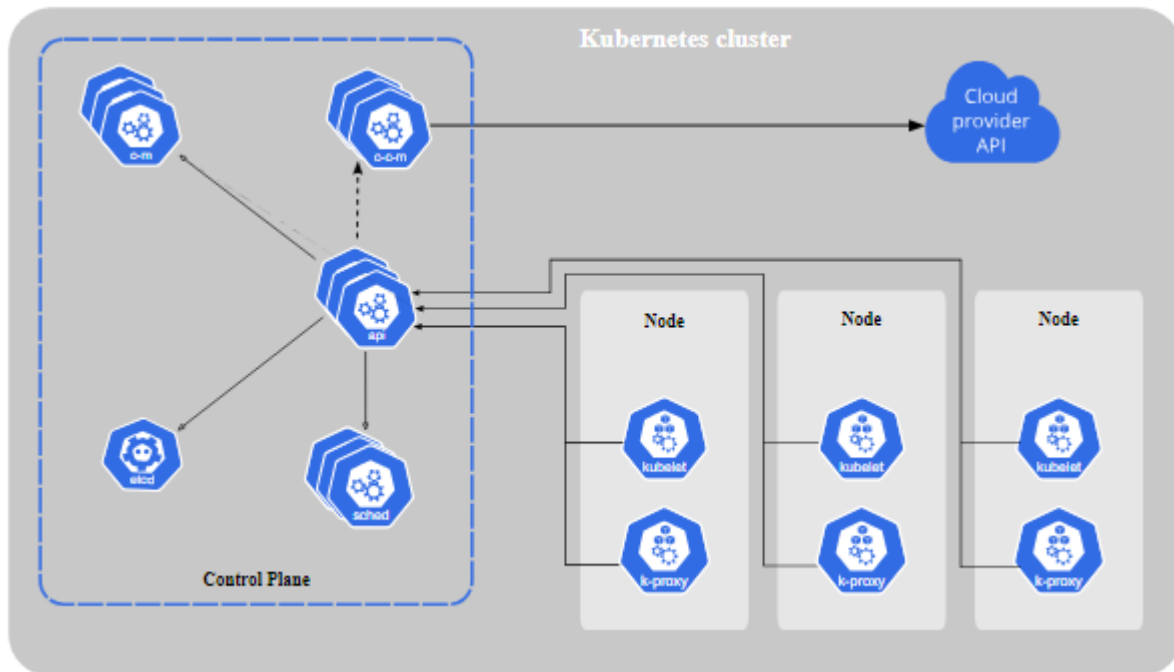 Kubernetes cluster
c-m
c-c-m
Cloud
provider
API
api
Node
Node
Node
etcd
sched
kubelet
kubelet
kubelet
k-proxy
k-proxy
k-proxy
Control Plane